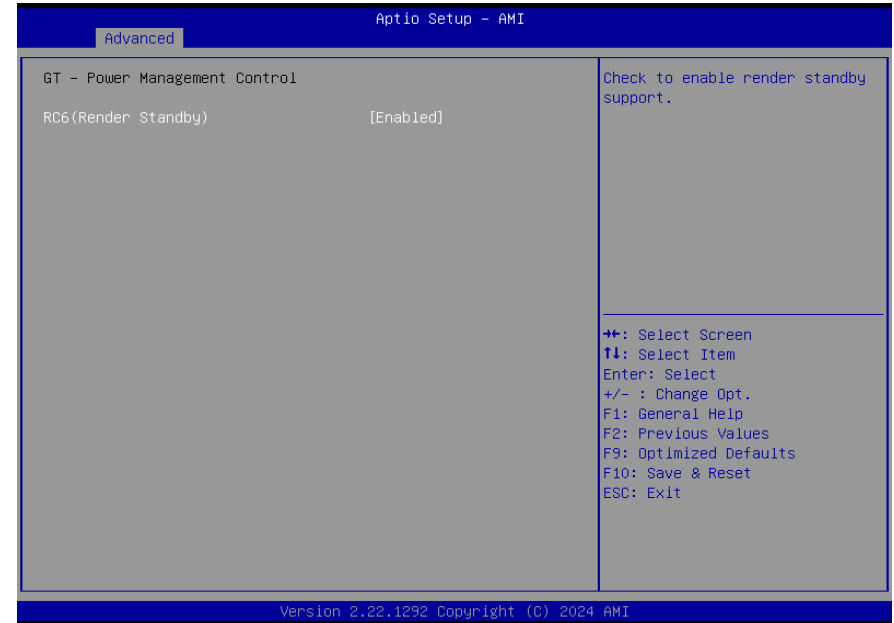 Aptio Setup – AMI
Advanced
GT – Power Management Control
RC6(Render Standby) [Enabled]
Check to enable render standby
support.
→←: Select Screen
↑↓: Select Item
Enter: Select
+/- : Change Opt.
F1: General Help
F2: Previous Values
F9: Optimized Defaults
F10: Save & Reset
ESC: Exit
Version 2.22.1292 Copyright (C) 2024 AMI